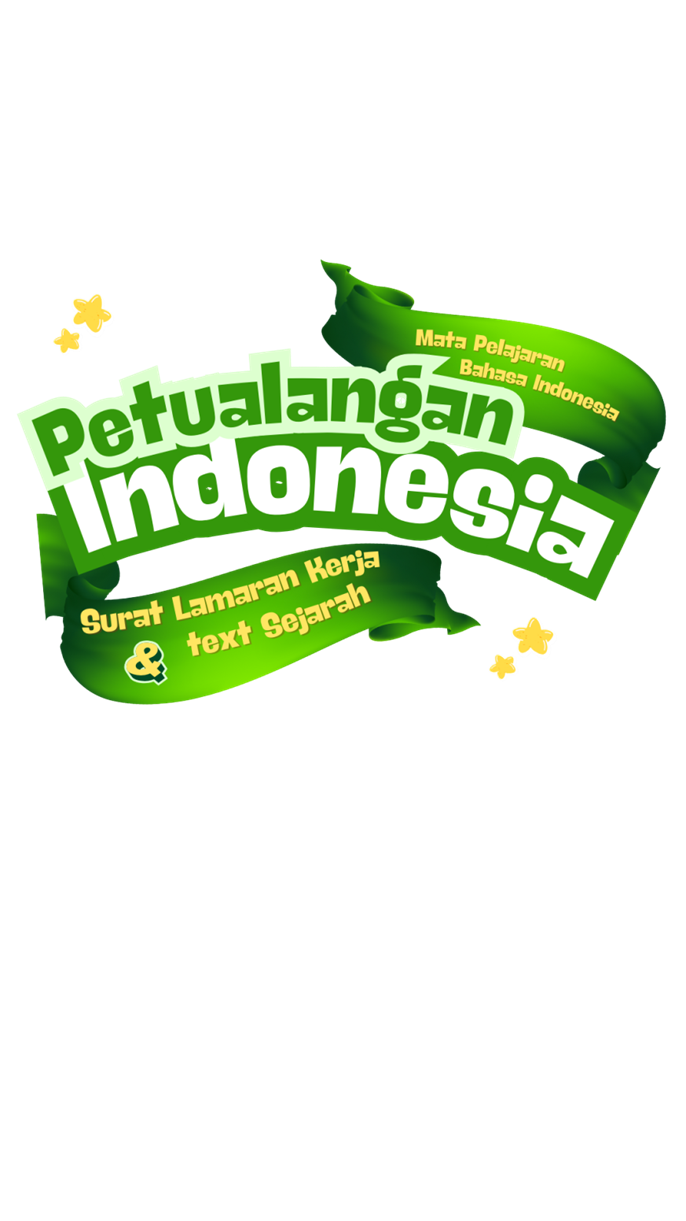 Mata Pelajaran
Bahasa Indonesia
Petualangan
Indonesia
Surat Lamaran Kerja
& text Sejarah